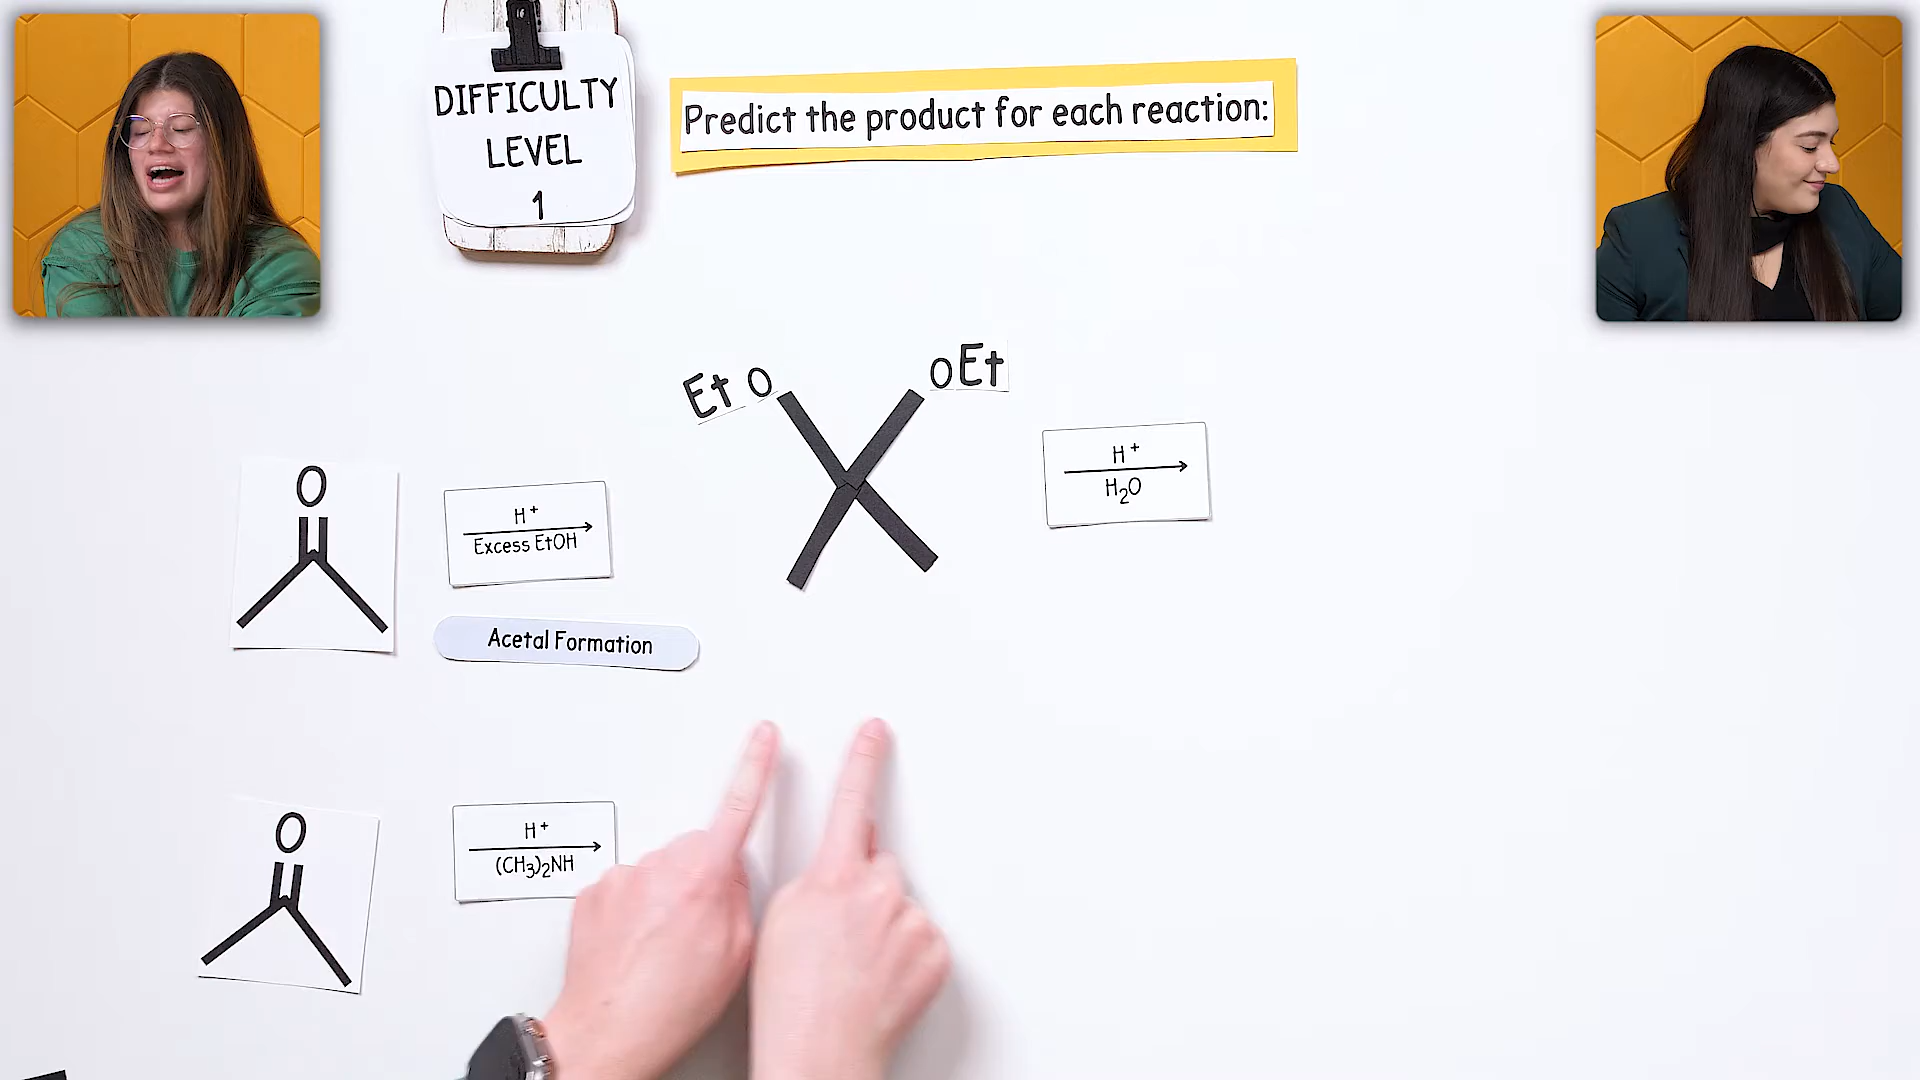 DIFFICULTY
LEVEL
1
Predict the product for each reaction:
Et O
OEt
H+
H2O
O
H+
Excess EtOH
Acetal Formation
O
H+
(CH3)2NH